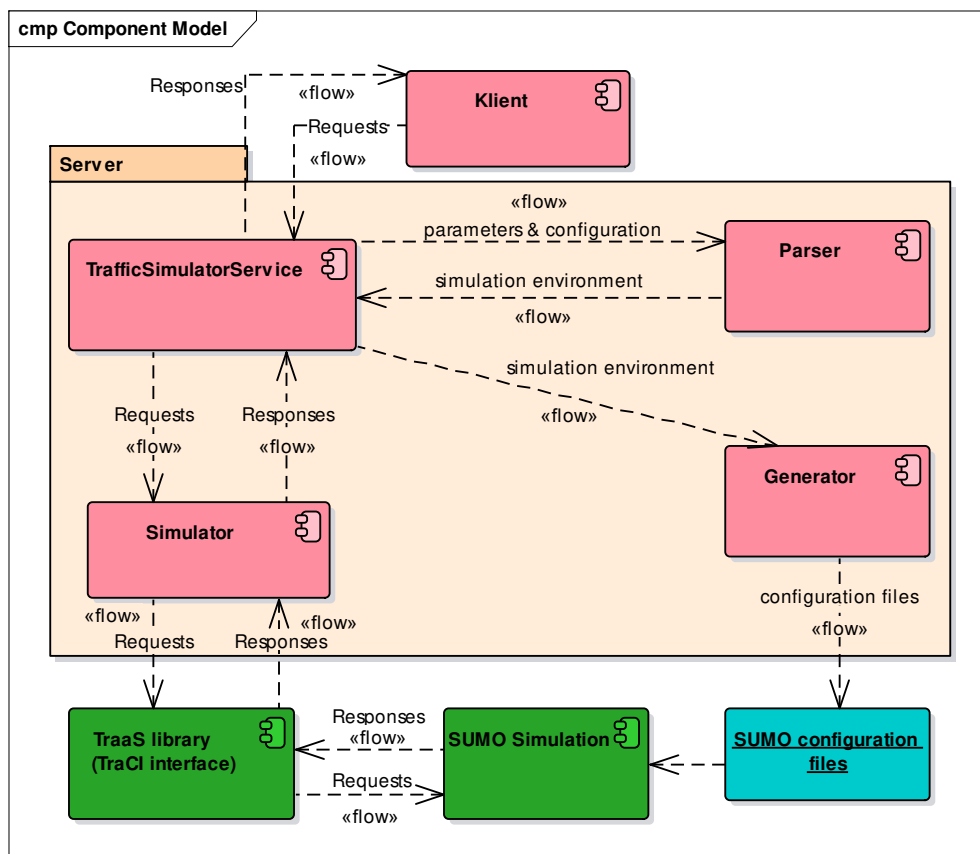 cmp Component Model
Responses
«flow»
Klient
Requests
«flow»
Server
«flow»
parameters & configuration
TrafficSimulatorService
Parser
simulation environment
«flow»
simulation environment
«flow»
Requests
«flow»
Responses
«flow»
Generator
Simulator
configuration files
«flow»
«flow»
Requests
«flow»
Responses
TraaS library
(TraCI interface)
Responses
«flow»
SUMO Simulation
SUMO configuration
files
Requests
«flow»